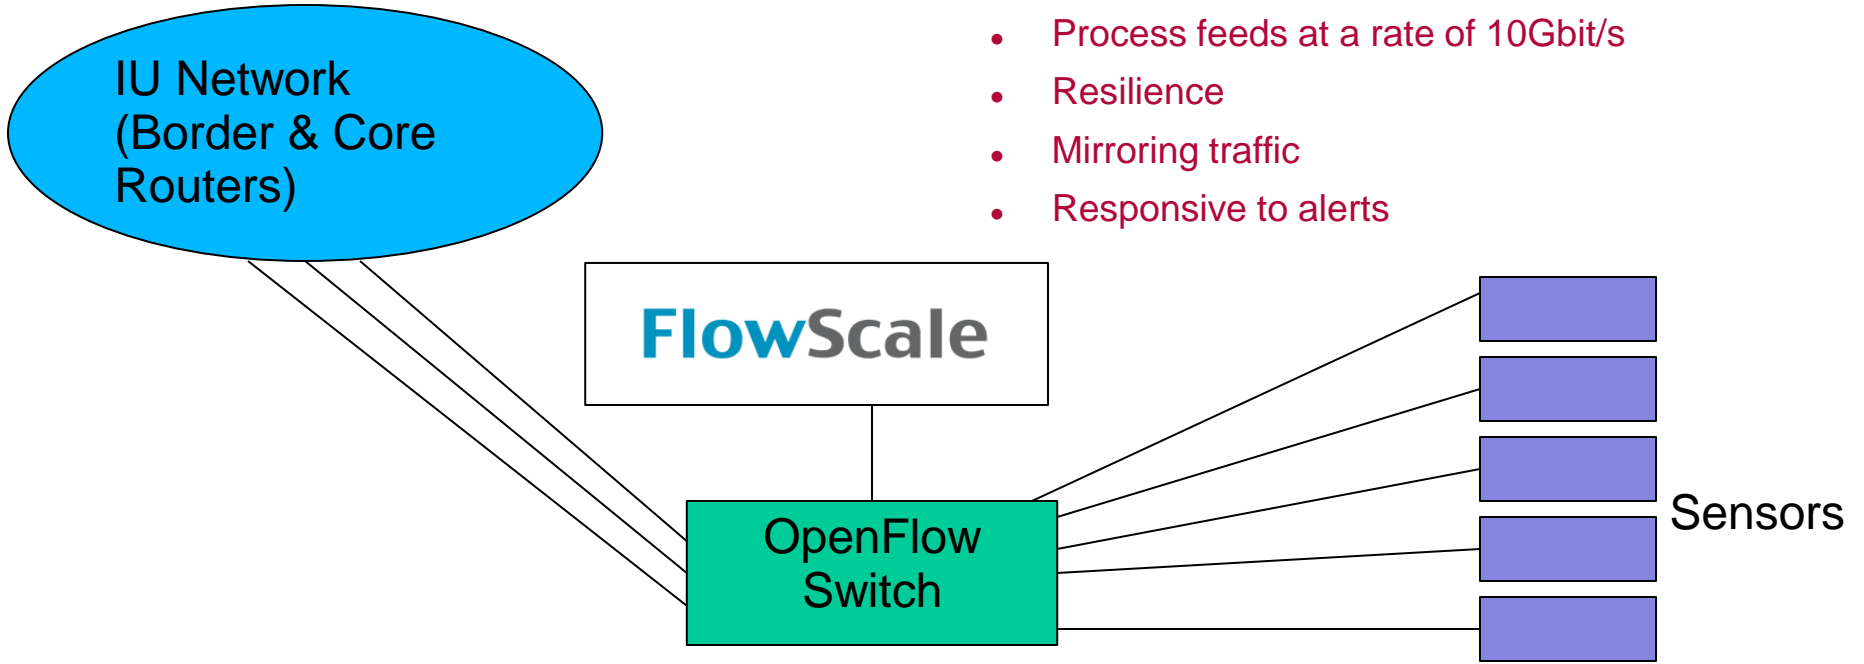 IU Network
(Border & Core
Routers)
• Process feeds at a rate of 10Gbit/s
• Resilience
• Mirroring traffic
• Responsive to alerts
FlowScale
OpenFlow
Switch
Sensors